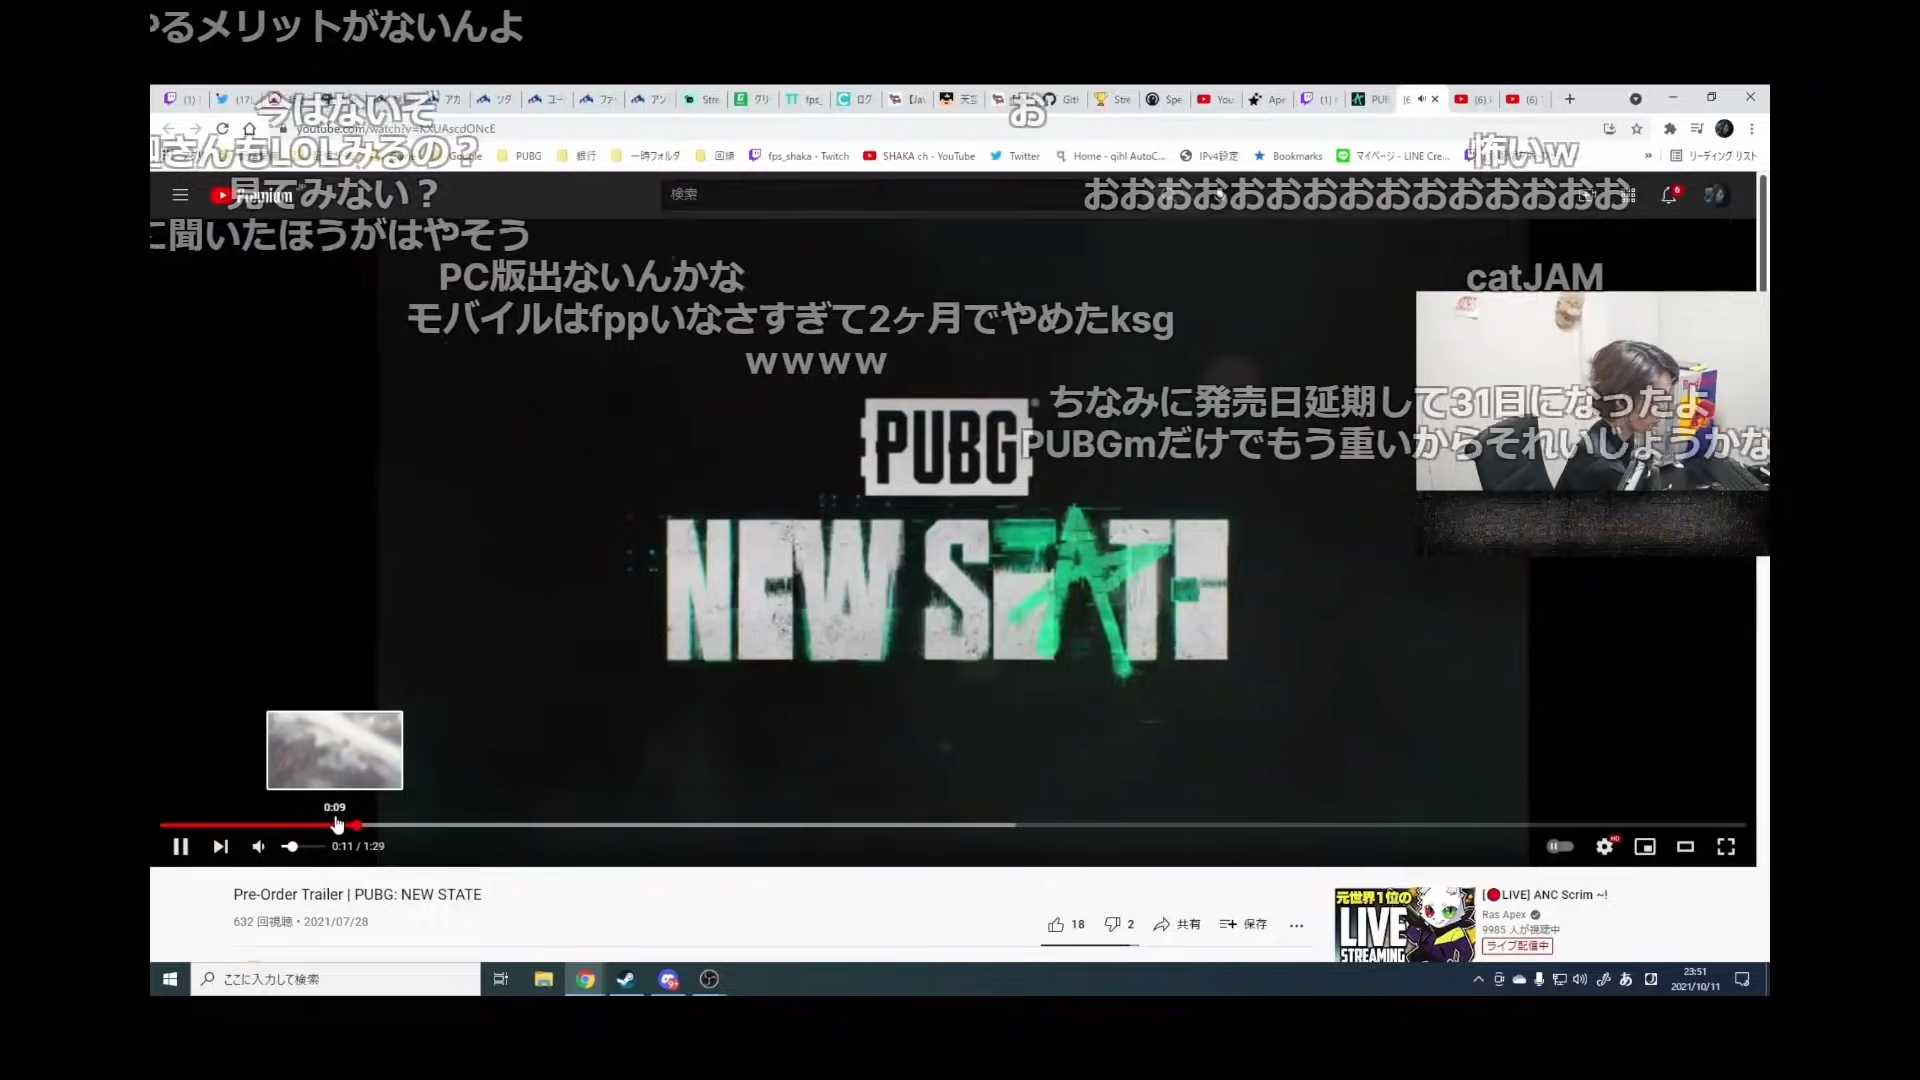 やるメリットがないんよ
今はないぞ
お
youtube.com/watch?v=KXUAscdONcE
さんもLOLみるの？
怖いw
PUBG
銀行
一時フォルダ
回線
fps_shaka - Twitch
SHAKA ch - YouTube
Twitter
Home - qihl AutoC...
IPv4設定
Bookmarks
マイページ - LINE Cre...
リーディング リスト
Premium
見てみない？
検索
おおおおおおおおおおおおおおお
6
に聞いたほうがはやそう
PC版出ないんかな
catJAM
モバイルはfppいなさすぎて2ヶ月でやめたksg
wwww
ちなみに発売日延期して31日になったよ
PUBGmだけでもう重いからそれいしょうかな
PUBG
NEW STATE
0:09
0:11 / 1:29
HD
Pre-Order Trailer | PUBG: NEW STATE
632 回視聴・2021/07/28
18
2
共有
保存
元世界1位の
LIVE
STREAMING
[🔴LIVE] ANC Scrim ~!
Ras Apex
9985 人が視聴中
ライブ配信中
ここに入力して検索
あ
23:51
2021/10/11